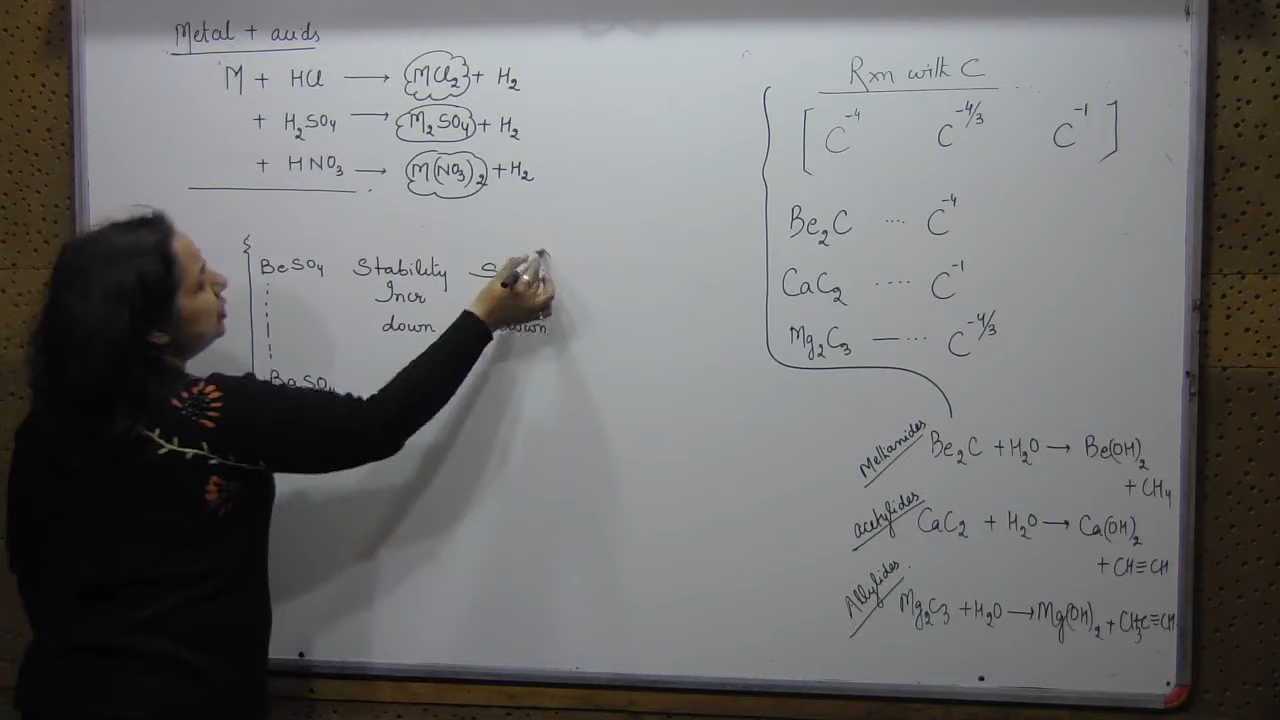 Metal + acids
M + HCl ⟶ MCl₂ + H₂
+ H₂SO₄ ⟶ M₂SO₄ + H₂
+ HNO₃ ⟶ M(NO₃)₂ + H₂
BeSO₄ Stability
Incr
down down
BaSO₄
Rxn with C
[C⁻⁴ C⁻⁴/³ C⁻¹]
Be₂C .... C⁻⁴
CaC₂ .... C⁻¹
Mg₂C₃ —... C⁻⁴/³
Methanides Be₂C + H₂O ⟶ Be(OH)₂
+ CH₄
acetylides CaC₂ + H₂O ⟶ Ca(OH)₂
+ CH≡CH
Allylides Mg₂C₃ + H₂O ⟶ Mg(OH)₂ + CH₃C≡CH